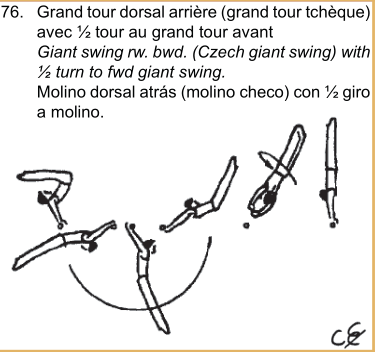 76. Grand tour dorsal arrière (grand tour tchèque)
avec ½ tour au grand tour avant
Giant swing rw. bwd. (Czech giant swing) with
½ turn to fwd giant swing.
Molino dorsal atrás (molino checo) con ½ giro
a molino.